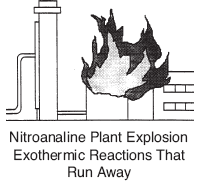 Nitroanaline Plant Explosion
Exothermic Reactions That
Run Away